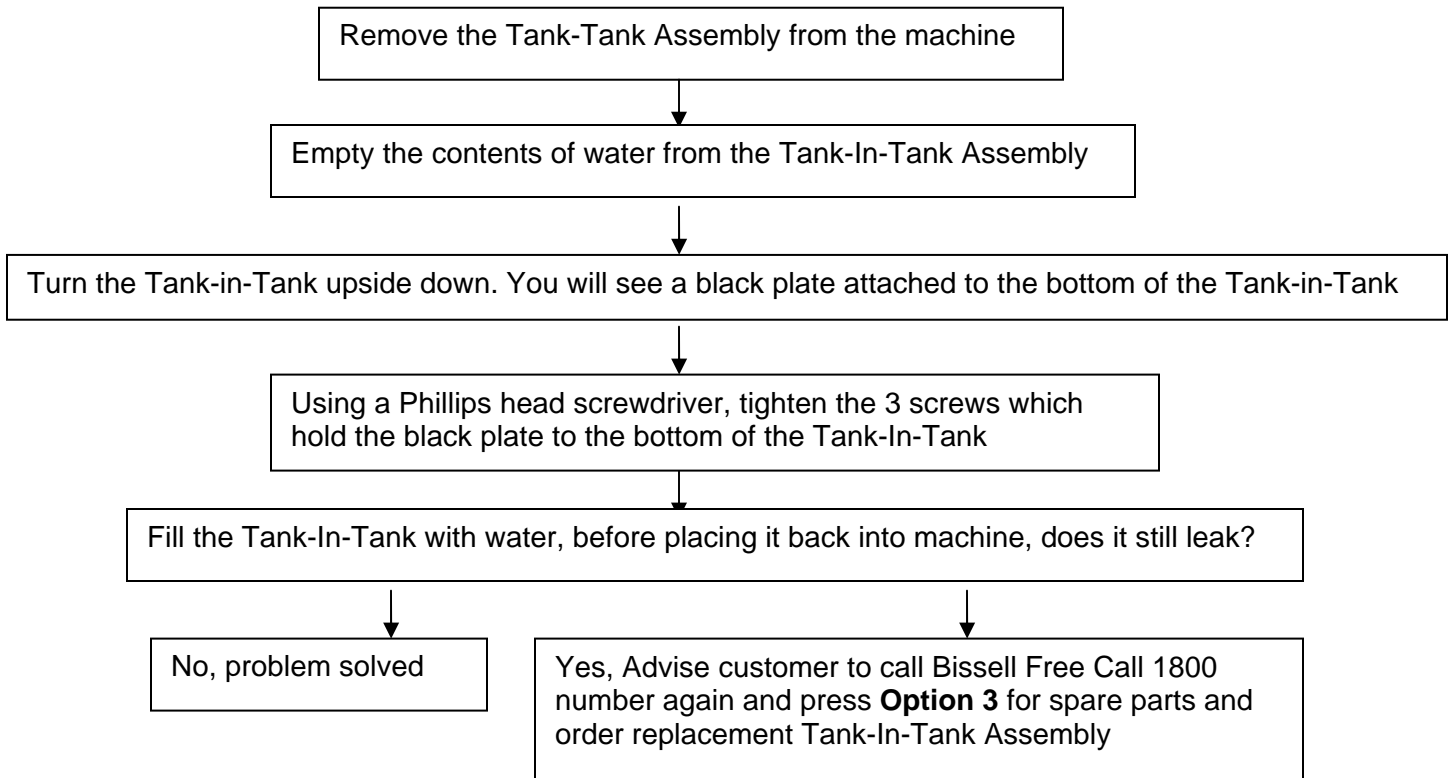 Remove the Tank-Tank Assembly from the machine
Empty the contents of water from the Tank-In-Tank Assembly
Turn the Tank-in-Tank upside down. You will see a black plate attached to the bottom of the Tank-in-Tank
Using a Phillips head screwdriver, tighten the 3 screws which
hold the black plate to the bottom of the Tank-In-Tank
Fill the Tank-In-Tank with water, before placing it back into machine, does it still leak?
No, problem solved
Yes, Advise customer to call Bissell Free Call 1800
number again and press Option 3 for spare parts and
order replacement Tank-In-Tank Assembly